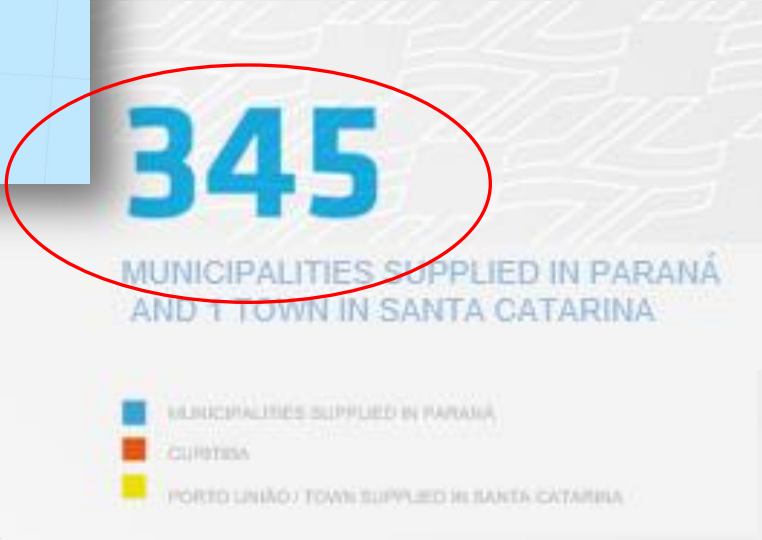 345
MUNICIPALITIES SUPPLIED IN PARANÁ
AND 1 TOWN IN SANTA CATARINA
MUNICIPALITIES SUPPLIED IN PARANÁ
CURITIBA
PORTO UNIÃO / TOWN SUPPLIED IN SANTA CATARINA